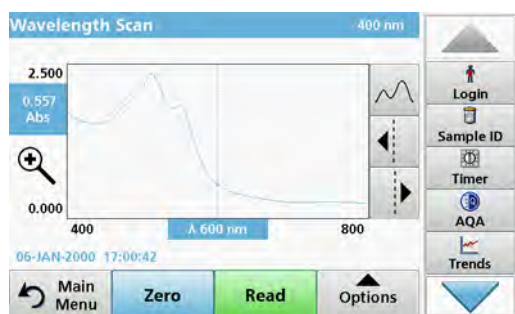 Wavelength Scan 400 nm
2.500
0.557
Abs
0.000
400 λ 600 nm 800
06-JAN-2000 17:00:42
Main
Menu
Zero
Read
Options
Login
Sample ID
Timer
AQA
Trends